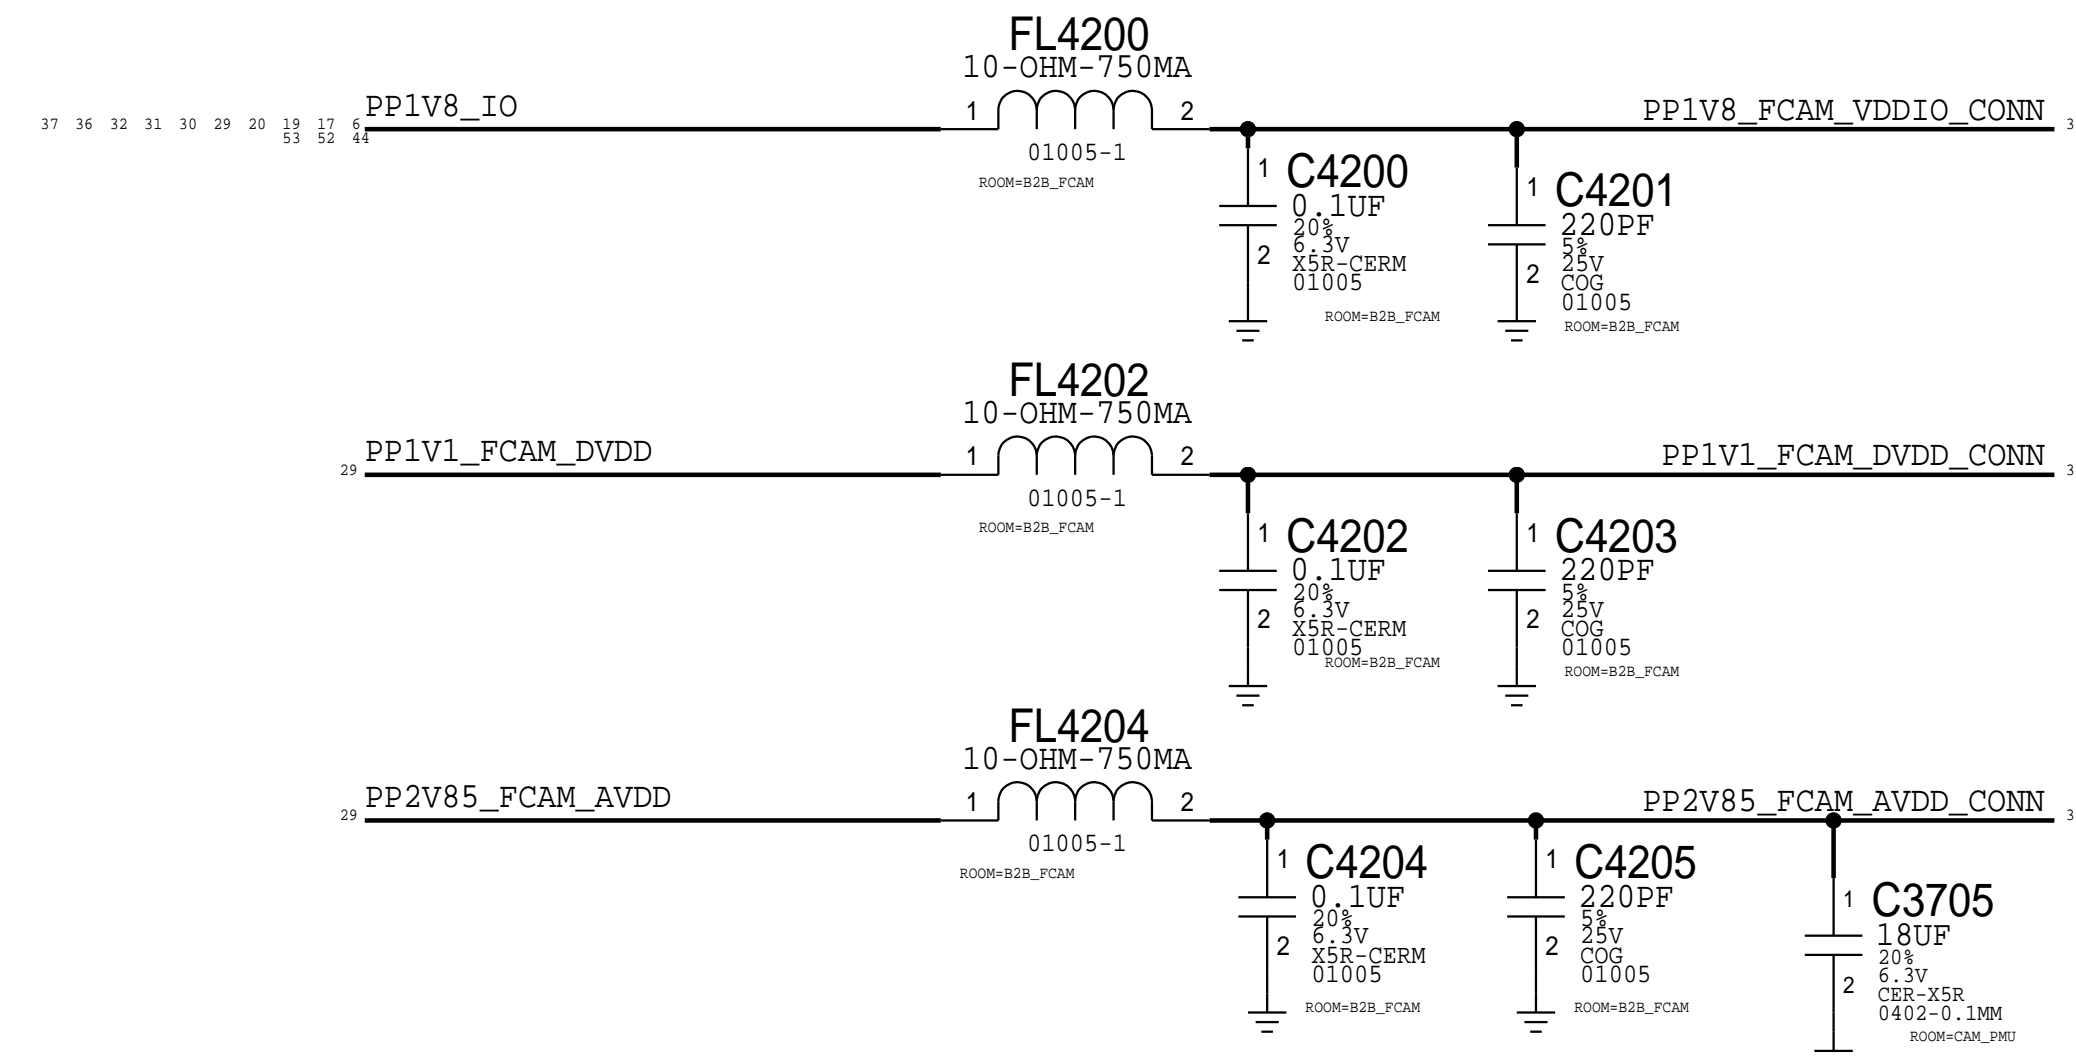 FL4200
10-OHM-750MA
37 36 32 31 30 29 20 19 17 6
53 52 44
PP1V8_IO
1
2
PP1V8_FCAM_VDDIO_CONN
3
01005-1
ROOM=B2B_FCAM
1
C4200
0.1UF
20%
6.3V
X5R-CERM
01005
2
ROOM=B2B_FCAM
1
C4201
220PF
5%
25V
COG
01005
2
ROOM=B2B_FCAM
FL4202
10-OHM-750MA
29
PP1V1_FCAM_DVDD
1
2
PP1V1_FCAM_DVDD_CONN
3
01005-1
ROOM=B2B_FCAM
1
C4202
0.1UF
20%
6.3V
X5R-CERM
01005
2
ROOM=B2B_FCAM
1
C4203
220PF
5%
25V
COG
01005
2
ROOM=B2B_FCAM
FL4204
10-OHM-750MA
29
PP2V85_FCAM_AVDD
1
2
PP2V85_FCAM_AVDD_CONN
3
01005-1
ROOM=B2B_FCAM
1
C4204
0.1UF
20%
6.3V
X5R-CERM
01005
2
ROOM=B2B_FCAM
1
C4205
220PF
5%
25V
COG
01005
2
ROOM=B2B_FCAM
1
C3705
18UF
20%
6.3V
CER-X5R
0402-0.1MM
2
ROOM=CAM_PMU